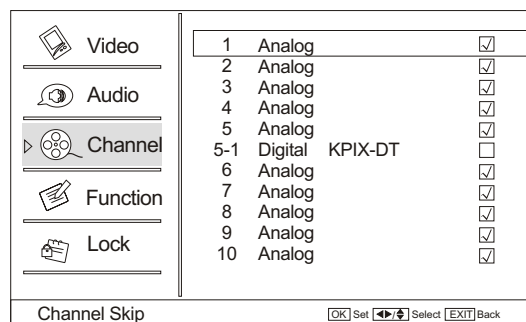 Video
Audio
Channel
Function
Lock
1 Analog
2 Analog
3 Analog
4 Analog
5 Analog
5-1 Digital KPIX-DT
6 Analog
7 Analog
8 Analog
9 Analog
10 Analog
Channel Skip
OK Set ◀▶/▲▼ Select EXIT Back